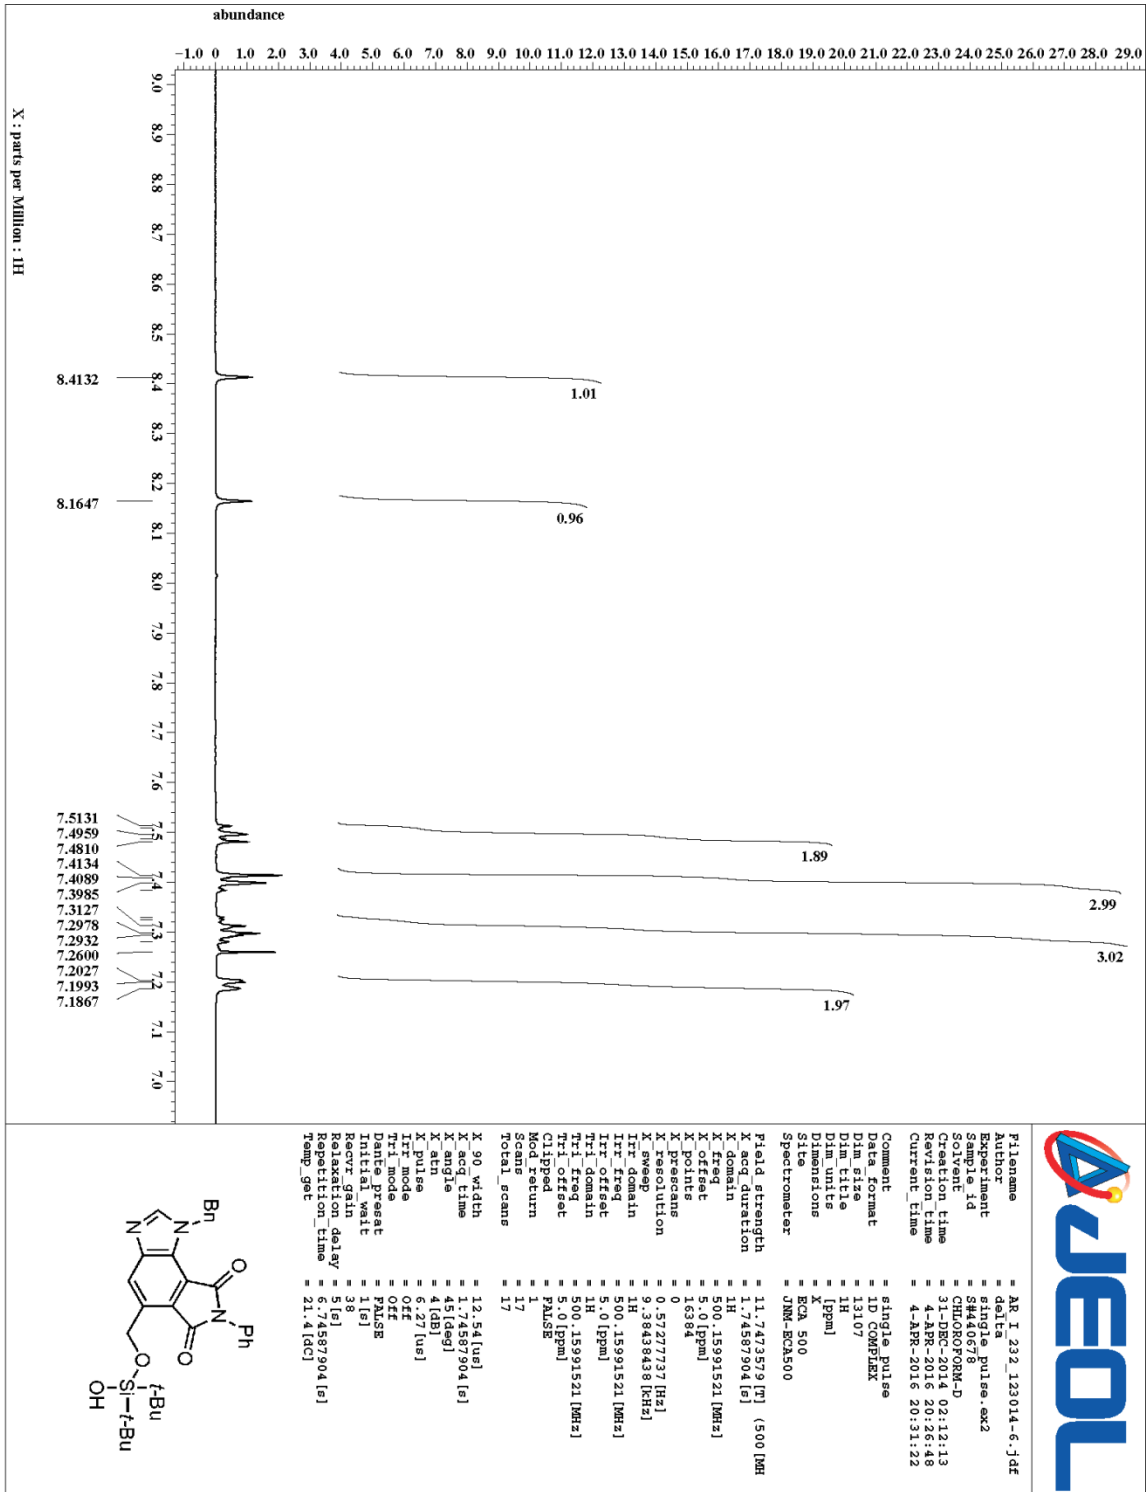 abundance
-1.0 0 1.0 2.0 3.0 4.0 5.0 6.0 7.0 8.0 9.0 10.0 11.0 12.0 13.0 14.0 15.0 16.0 17.0 18.0 19.0 20.0 21.0 22.0 23.0 24.0 25.0 26.0 27.0 28.0 29.0
9.0 8.9 8.8 8.7 8.6 8.5 8.4 8.3 8.2 8.1 8.0 7.9 7.8 7.7 7.6 7.5 7.4 7.3 7.2 7.1 7.0
X : parts per Million : 1H
8.4132
8.1647
7.5131
7.4959
7.4810
7.4134
7.4089
7.3985
7.3127
7.2978
7.2932
7.2600
7.2027
7.1993
7.1867
1.01
0.96
1.89
2.99
3.02
1.97
JEOL
Filename = AR_I_232_123014-6.jdf
Author = delta
Experiment = single_pulse.ex2
Sample_id = S#440678
Solvent = CHLOROFORM-D
Creation_time = 31-DEC-2014 02:12:13
Revision_time = 4-APR-2016 20:26:48
Current_time = 4-APR-2016 20:31:22
Comment = single_pulse
Data_format = 1D COMPLEX
Dim_size = 13107
Dim_title = 1H
Dim_units = [ppm]
Dimensions = X
Site = ECA 500
Spectrometer = JNM-ECA500
Field_strength = 11.7473579[T] (500[MH
X_acq_duration = 1.74587904[s]
X_domain = 1H
X_freq = 500.15991521[MHz]
X_offset = 5.0[ppm]
X_points = 16384
X_prescans = 0
X_resolution = 0.57277737[Hz]
X_sweep = 9.38438438[kHz]
Irr_domain = 1H
Irr_freq = 500.15991521[MHz]
Irr_offset = 5.0[ppm]
Tri_domain = 1H
Tri_freq = 500.15991521[MHz]
Tri_offset = 5.0[ppm]
Clipped = FALSE
Mod_return = 1
Scans = 17
Total_scans = 17
X_90_width = 12.54[us]
X_acq_time = 1.74587904[s]
X_angle = 45[deg]
X_atn = 4[dB]
X_pulse = 6.27[us]
Irr_mode = Off
Tri_mode = Off
Dante_presat = FALSE
Initial_wait = 1[s]
Recvr_gain = 38
Relaxation_delay = 5[s]
Repetition_time = 6.74587904[s]
Temp_get = 21.4[dC]
Bn
N
N
O
N-Ph
O
O
t-Bu
Si-t-Bu
OH